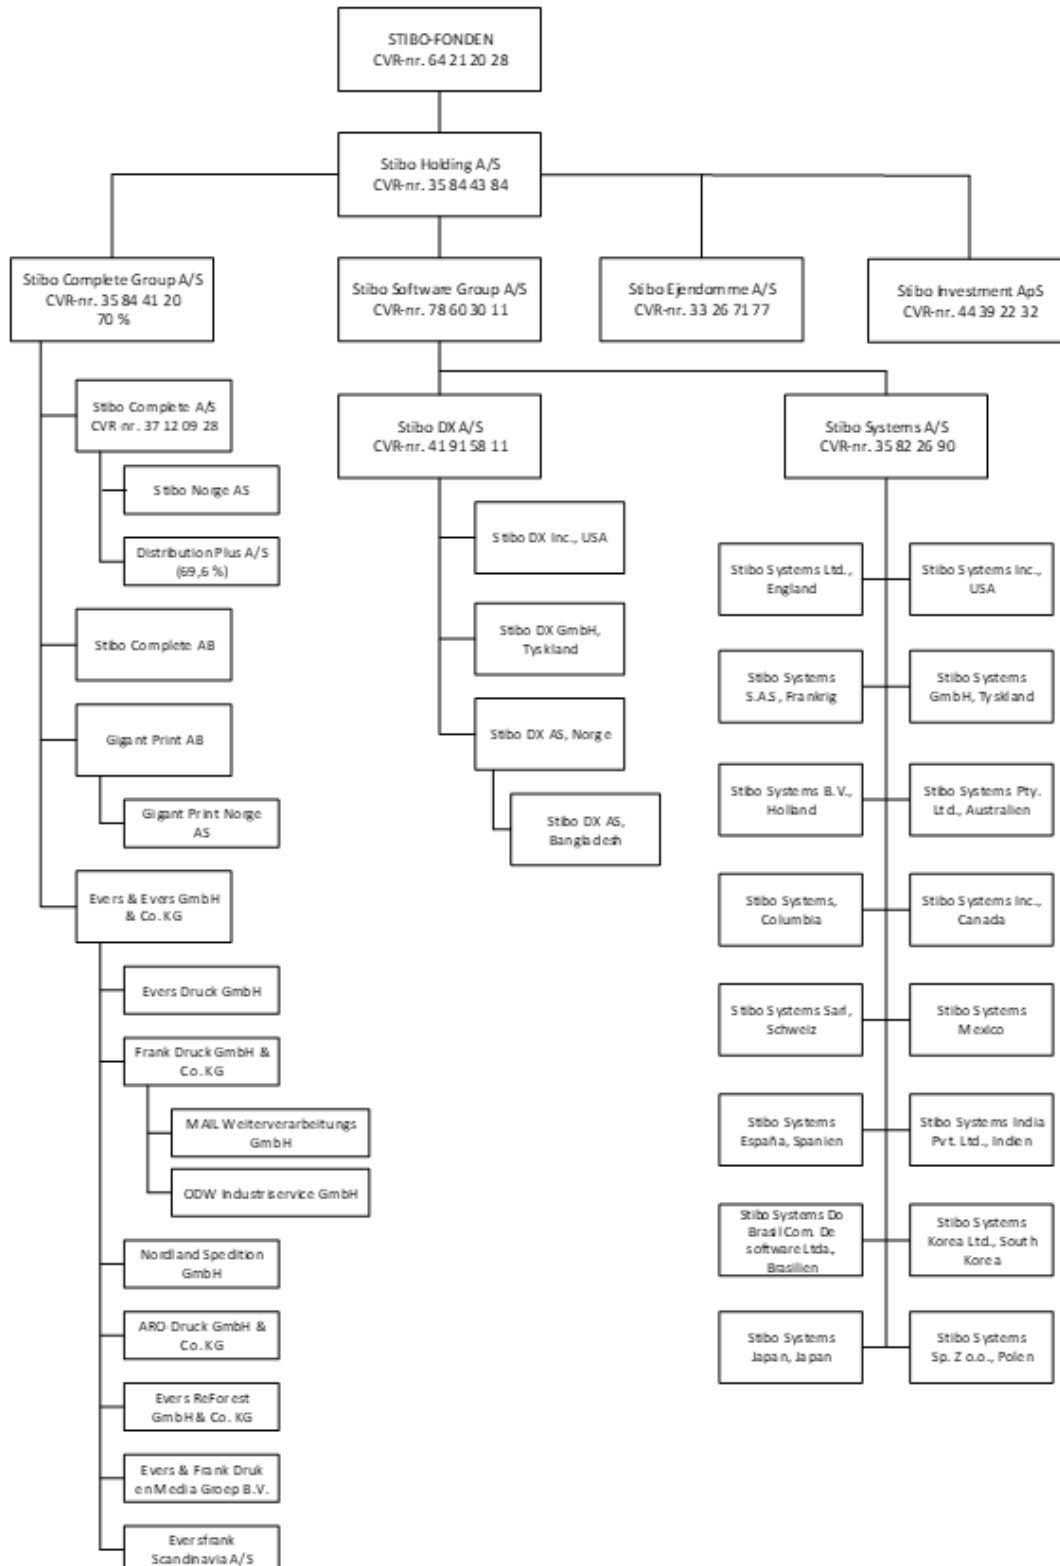 STIBO-FONDEN
CVR-nr. 64 21 20 28
Stibo Holding A/S
CVR-nr. 35 84 43 84
Stibo Complete Group A/S
CVR-nr. 35 84 41 20
70 %
Stibo Software Group A/S
CVR-nr. 78 60 30 11
Stibo Ejendomme A/S
CVR-nr. 33 26 71 77
Stibo Investment ApS
CVR-nr. 44 39 22 32
Stibo Complete A/S
CVR-nr. 37 12 09 28
Stibo Norge AS
Distribution Plus A/S
(69,6 %)
Stibo Complete AB
Gigant Print AB
Gigant Print Norge
AS
Evers & Evers GmbH
& Co. KG
Evers Druck GmbH
Frank Druck GmbH &
Co. KG
MAIL Weiterverarbeitungs
GmbH
ODW Industriservice GmbH
Nordland Spedition
GmbH
ARO-Druck GmbH &
Co. KG
Evers ReForest
GmbH & Co. KG
Evers & Frank Druk
en Media Groep B.V.
Eversfrank
Scandinavia A/S
Stibo DX A/S
CVR-nr. 41 91 58 11
Stibo DX Inc., USA
Stibo DX GmbH,
Tyskland
Stibo DX AS, Norge
Stibo DX AS,
Bangladesh
Stibo Systems A/S
CVR-nr. 35 82 26 90
Stibo Systems Ltd.,
England
Stibo Systems Inc.,
USA
Stibo Systems
S.A.S, Frankrig
Stibo Systems
GmbH, Tyskland
Stibo Systems B.V.,
Holland
Stibo Systems Pty.
Ltd., Australien
Stibo Systems,
Columbia
Stibo Systems Inc.,
Canada
Stibo Systems Sarl,
Schweiz
Stibo Systems
Mexico
Stibo Systems
España, Spanien
Stibo Systems India
Pvt. Ltd., Indien
Stibo Systems Do
Brasil Com. De
software Ltda.,
Brasilien
Stibo Systems
Korea Ltd., South
Korea
Stibo Systems
Japan, Japan
Stibo Systems
Sp. Z o.o., Polen